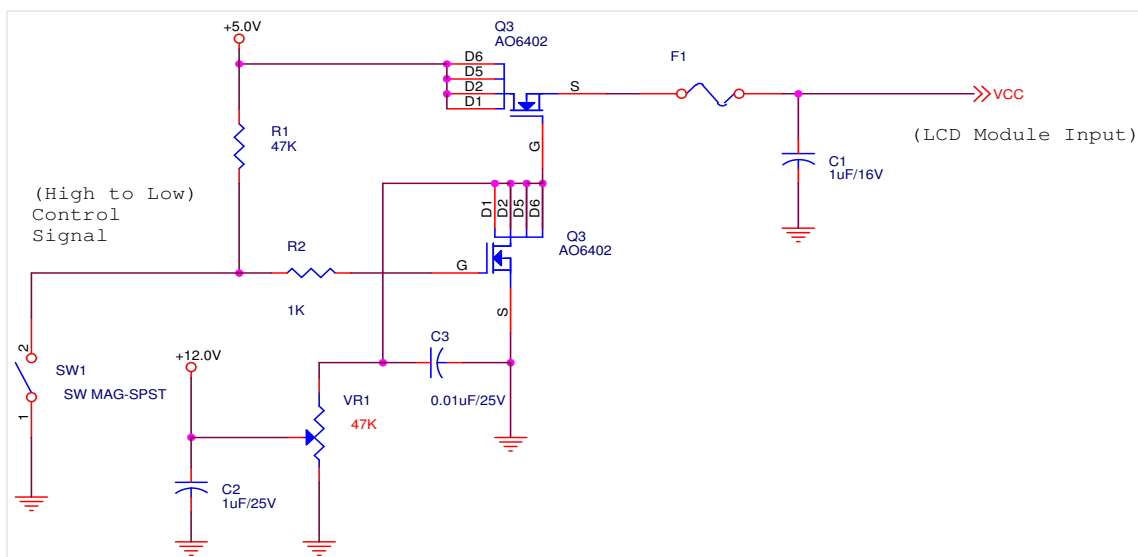 Q3
AO6402
+5.0V
F1
D6
D5
D2
D1
S
VCC
(LCD Module Input)
G
R1
47K
C1
1uF/16V
(High to Low)
Control
Signal
D1
D2
D5
D6
Q3
AO6402
R2
G
1K
S
2
SW1
SW MAG-SPST
1
+12.0V
C3
0.01uF/25V
VR1
47K
C2
1uF/25V